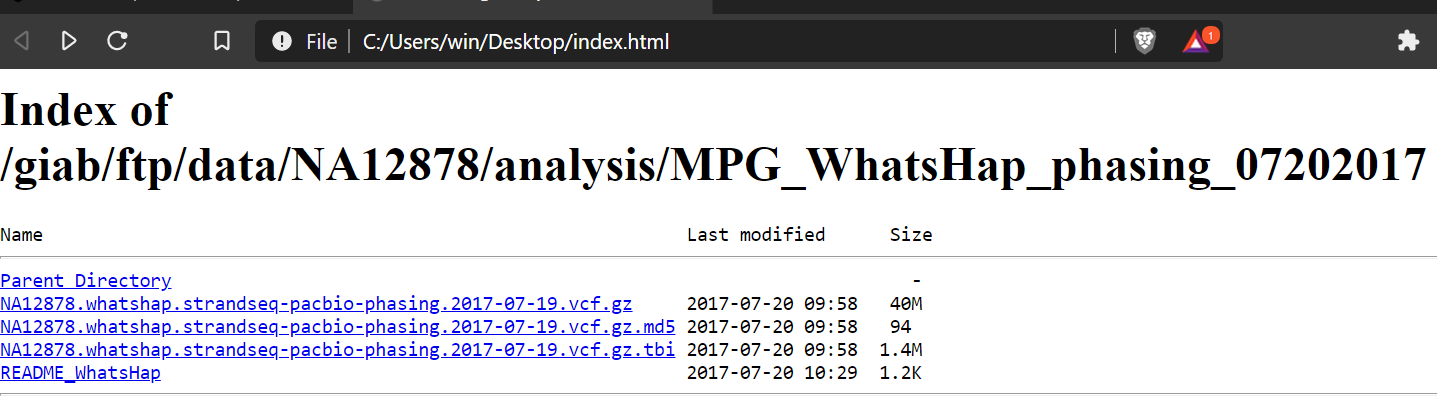 File C:/Users/win/Desktop/index.html 1
Index of
/giab/ftp/data/NA12878/analysis/MPG_WhatsHap_phasing_07202017
Name Last modified Size
Parent Directory -
NA12878.whatshap.strandseq-pacbio-phasing.2017-07-19.vcf.gz 2017-07-20 09:58 40M
NA12878.whatshap.strandseq-pacbio-phasing.2017-07-19.vcf.gz.md5 2017-07-20 09:58 94
NA12878.whatshap.strandseq-pacbio-phasing.2017-07-19.vcf.gz.tbi 2017-07-20 09:58 1.4M
README_WhatsHap 2017-07-20 10:29 1.2K